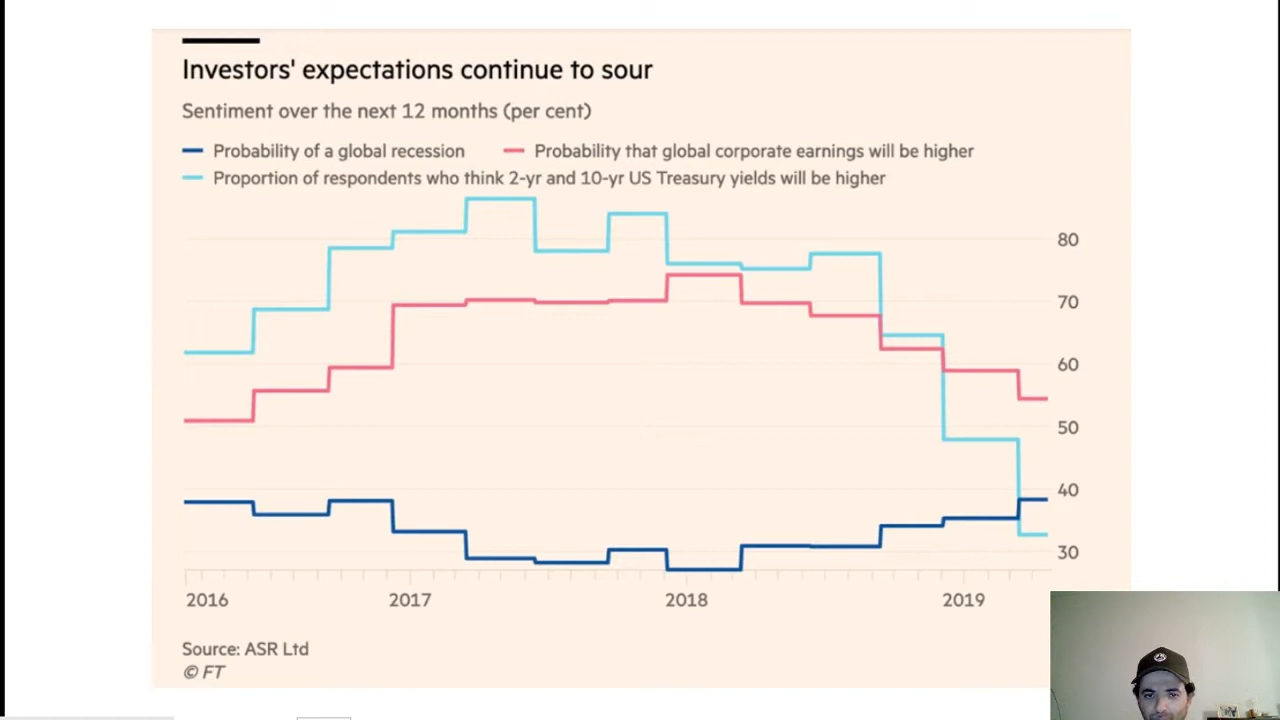 Investors' expectations continue to sour
Sentiment over the next 12 months (per cent)
Probability of a global recession
Probability that global corporate earnings will be higher
Proportion of respondents who think 2-yr and 10-yr US Treasury yields will be higher
80
70
60
50
40
30
2016 2017 2018 2019
Source: ASR Ltd
© FT